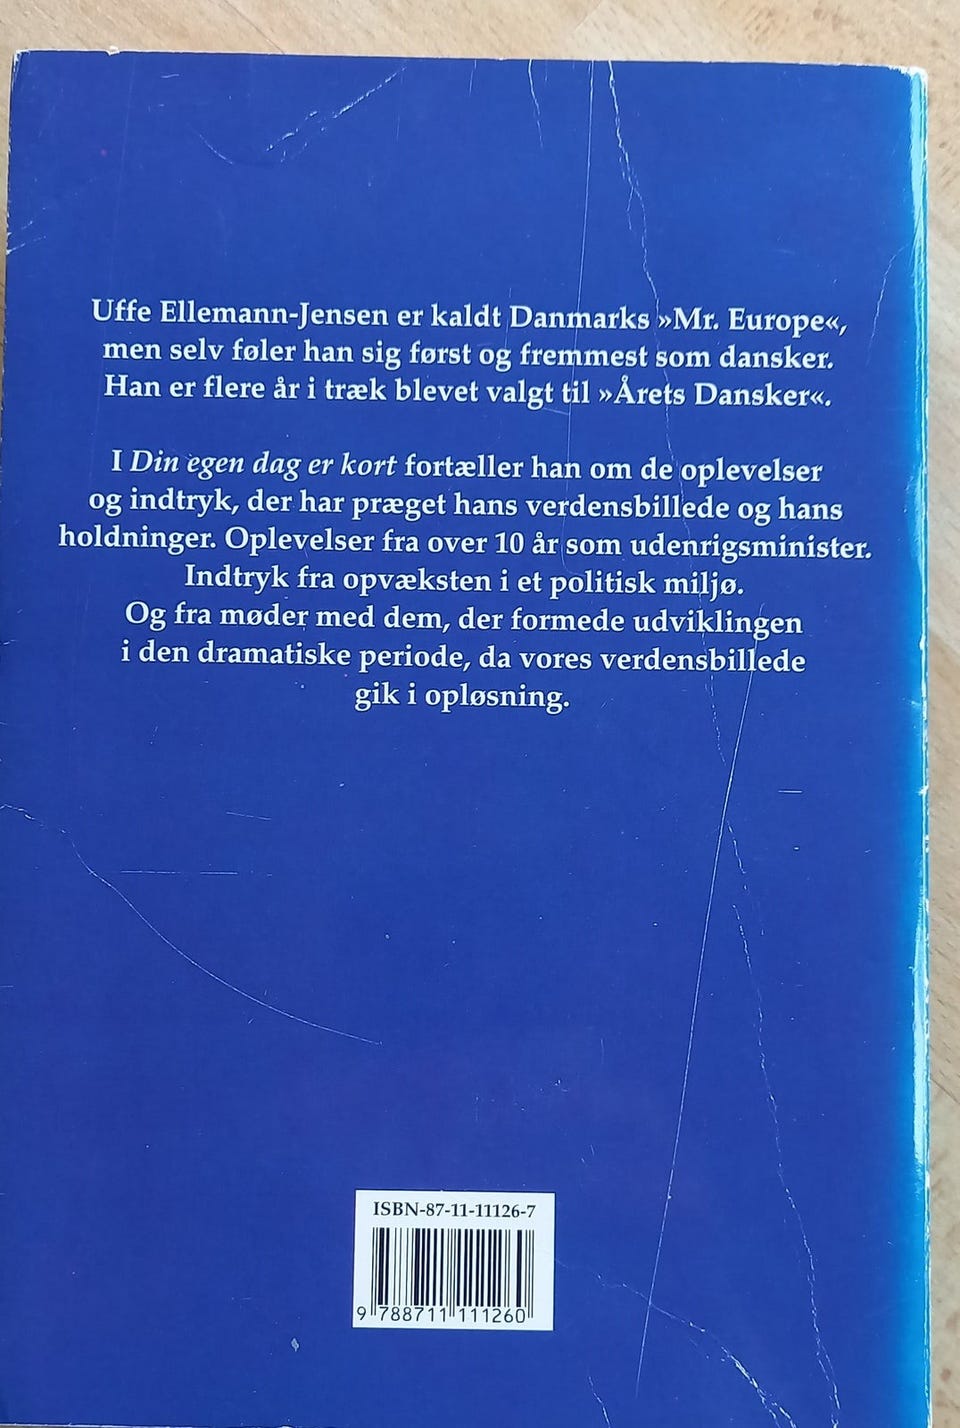 Uffe Ellemann-Jensen er kaldt Danmarks »Mr. Europe«,
men selv føler han sig først og fremmest som dansker.
Han er flere år i træk blevet valgt til »Årets Dansker«.
I Din egen dag er kort fortæller han om de oplevelser
og indtryk, der har præget hans verdensbillede og hans
holdninger. Oplevelser fra over 10 år som udenrigsminister.
Indtryk fra opvæksten i et politisk miljø.
Og fra møder med dem, der formede udviklingen
i den dramatiske periode, da vores verdensbillede
gik i opløsning.
ISBN-87-11-11126-7
9 788711 111260